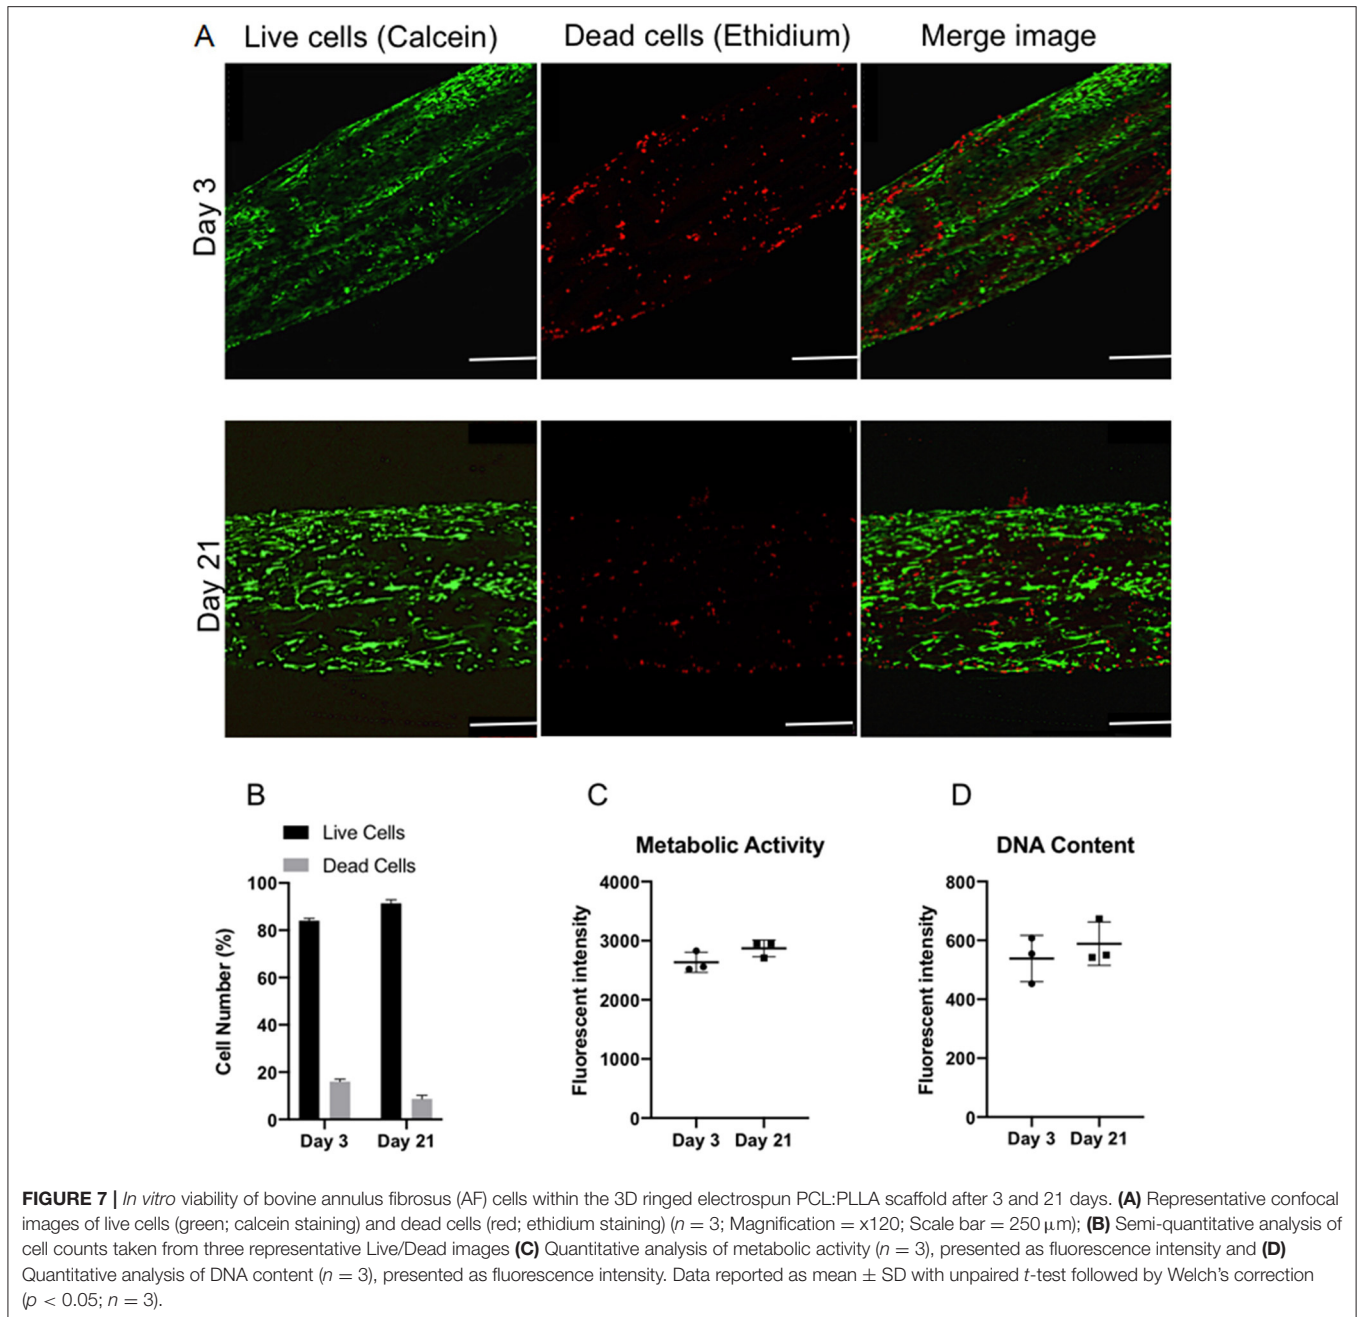 A Live cells (Calcein) Dead cells (Ethidium) Merge image
Day 3
Day 21
B
Live Cells
Dead Cells
100
80
60
40
20
0
Cell Number (%)
Day 3 Day 21
C
Metabolic Activity
4000
3000
2000
1000
0
Fluorescent intensity
Day 3 Day 21
D
DNA Content
800
600
400
200
0
Fluorescent intensity
Day 3 Day 21
FIGURE 7 | In vitro viability of bovine annulus fibrosus (AF) cells within the 3D ringed electrospun PCL:PLLA scaffold after 3 and 21 days. (A) Representative confocal
images of live cells (green; calcein staining) and dead cells (red; ethidium staining) (n = 3; Magnification = x120; Scale bar = 250 μm); (B) Semi-quantitative analysis of
cell counts taken from three representative Live/Dead images (C) Quantitative analysis of metabolic activity (n = 3), presented as fluorescence intensity and (D)
Quantitative analysis of DNA content (n = 3), presented as fluorescence intensity. Data reported as mean ± SD with unpaired t-test followed by Welch's correction
(p < 0.05; n = 3).